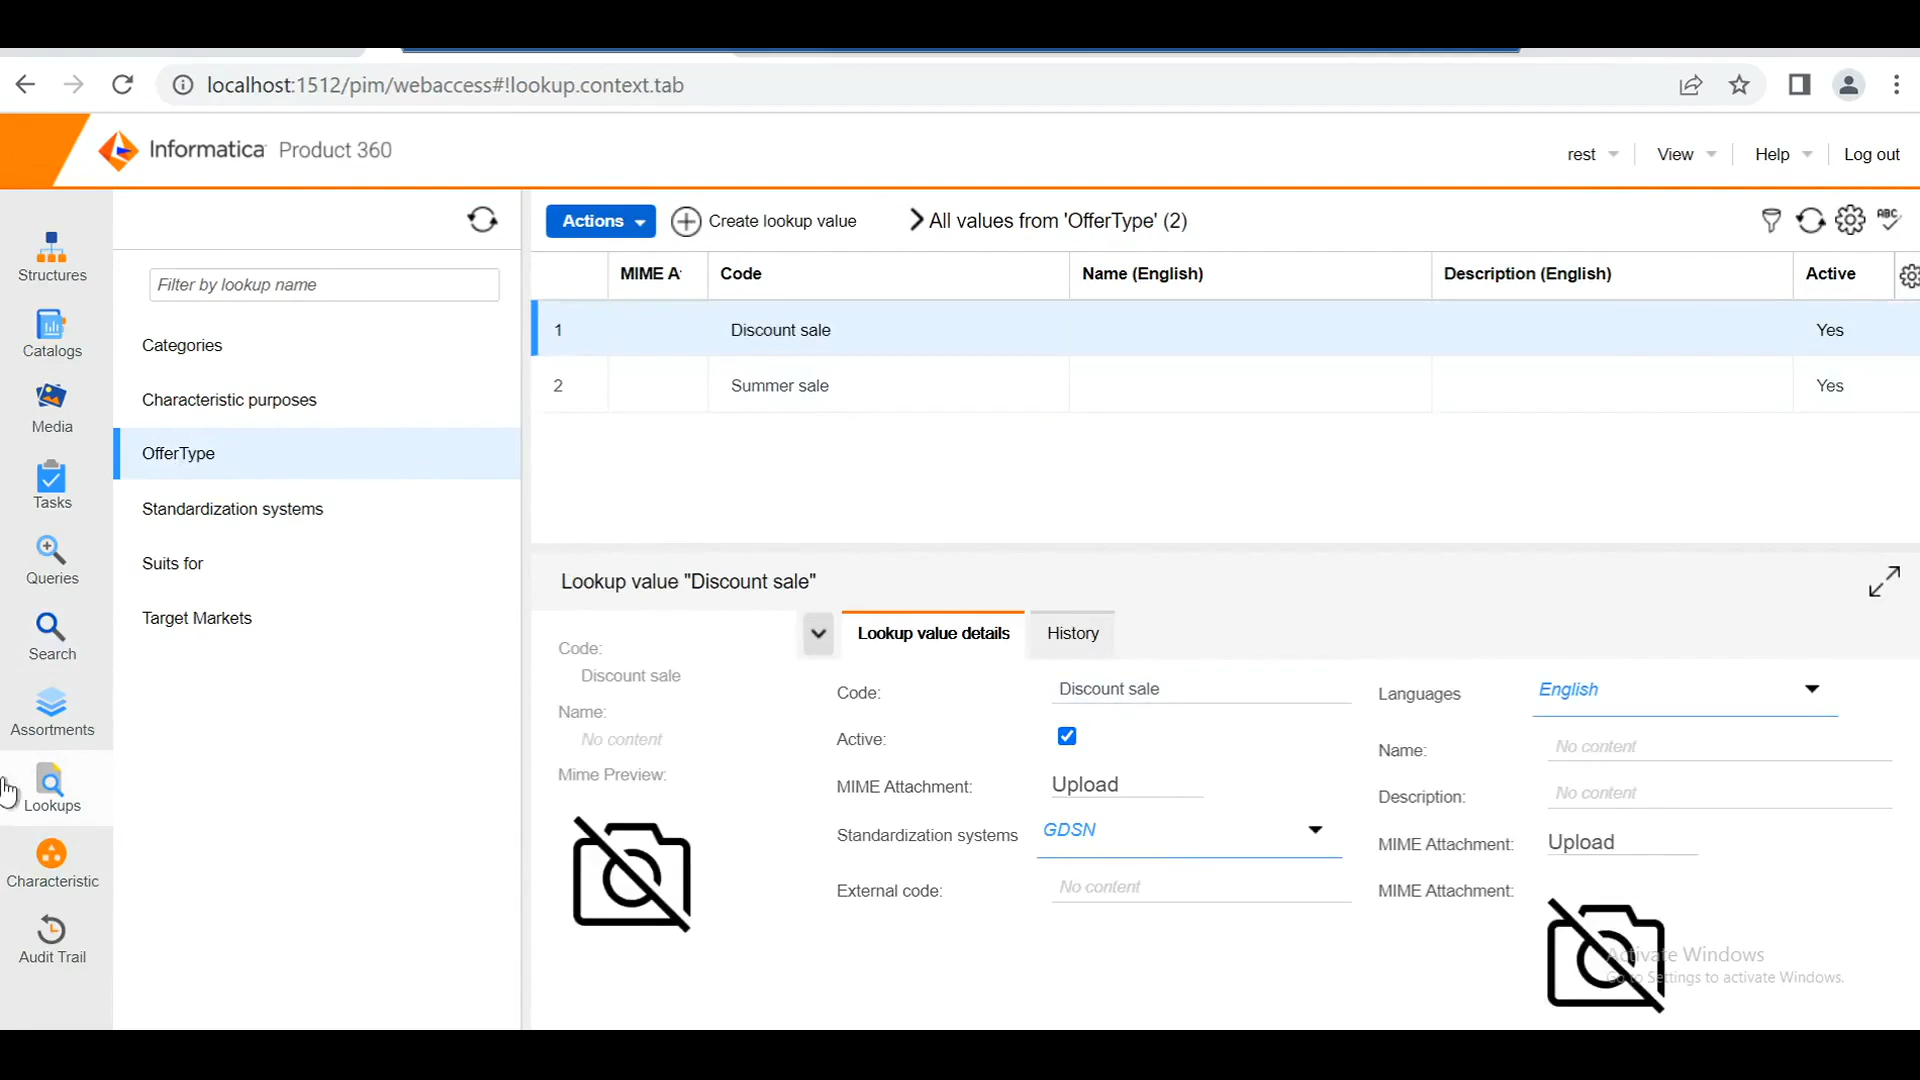 localhost:1512/pim/webaccess#!lookup.context.tab
Informatica Product 360
rest
View
Help
Log out
Structures
Catalogs
Media
Tasks
Queries
Search
Assortments
Lookups
Characteristic
Audit Trail
Filter by lookup name
Categories
Characteristic purposes
OfferType
Standardization systems
Suits for
Target Markets
Actions
Create lookup value
All values from 'OfferType' (2)
ABC
MIME A
Code
Name (English)
Description (English)
Active
1
Discount sale
Yes
2
Summer sale
Yes
Lookup value "Discount sale"
Code:
Discount sale
Name:
No content
Mime Preview:
Lookup value details
History
Code:
Discount sale
Active:
MIME Attachment:
Upload
Standardization systems
GDSN
External code:
No content
Languages
English
Name:
No content
Description:
No content
MIME Attachment:
Upload
MIME Attachment:
Activate Windows
Go to Settings to activate Windows.